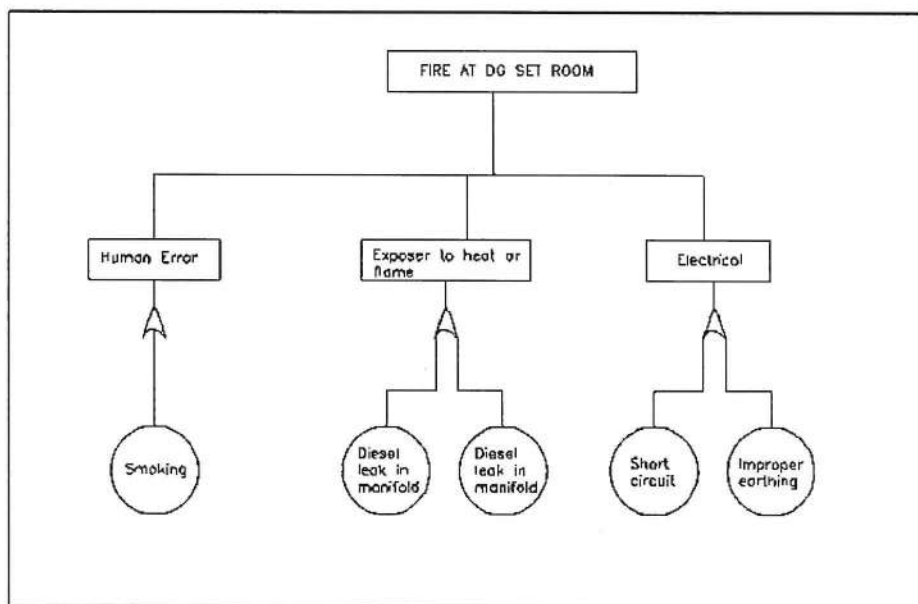 FIRE AT DG SET ROOM
Human Error
Exposer to heat or
flame
Electrical
Smoking
Diesel
leak in
manifold
Diesel
leak in
manifold
Short
circuit
Improper
earthing